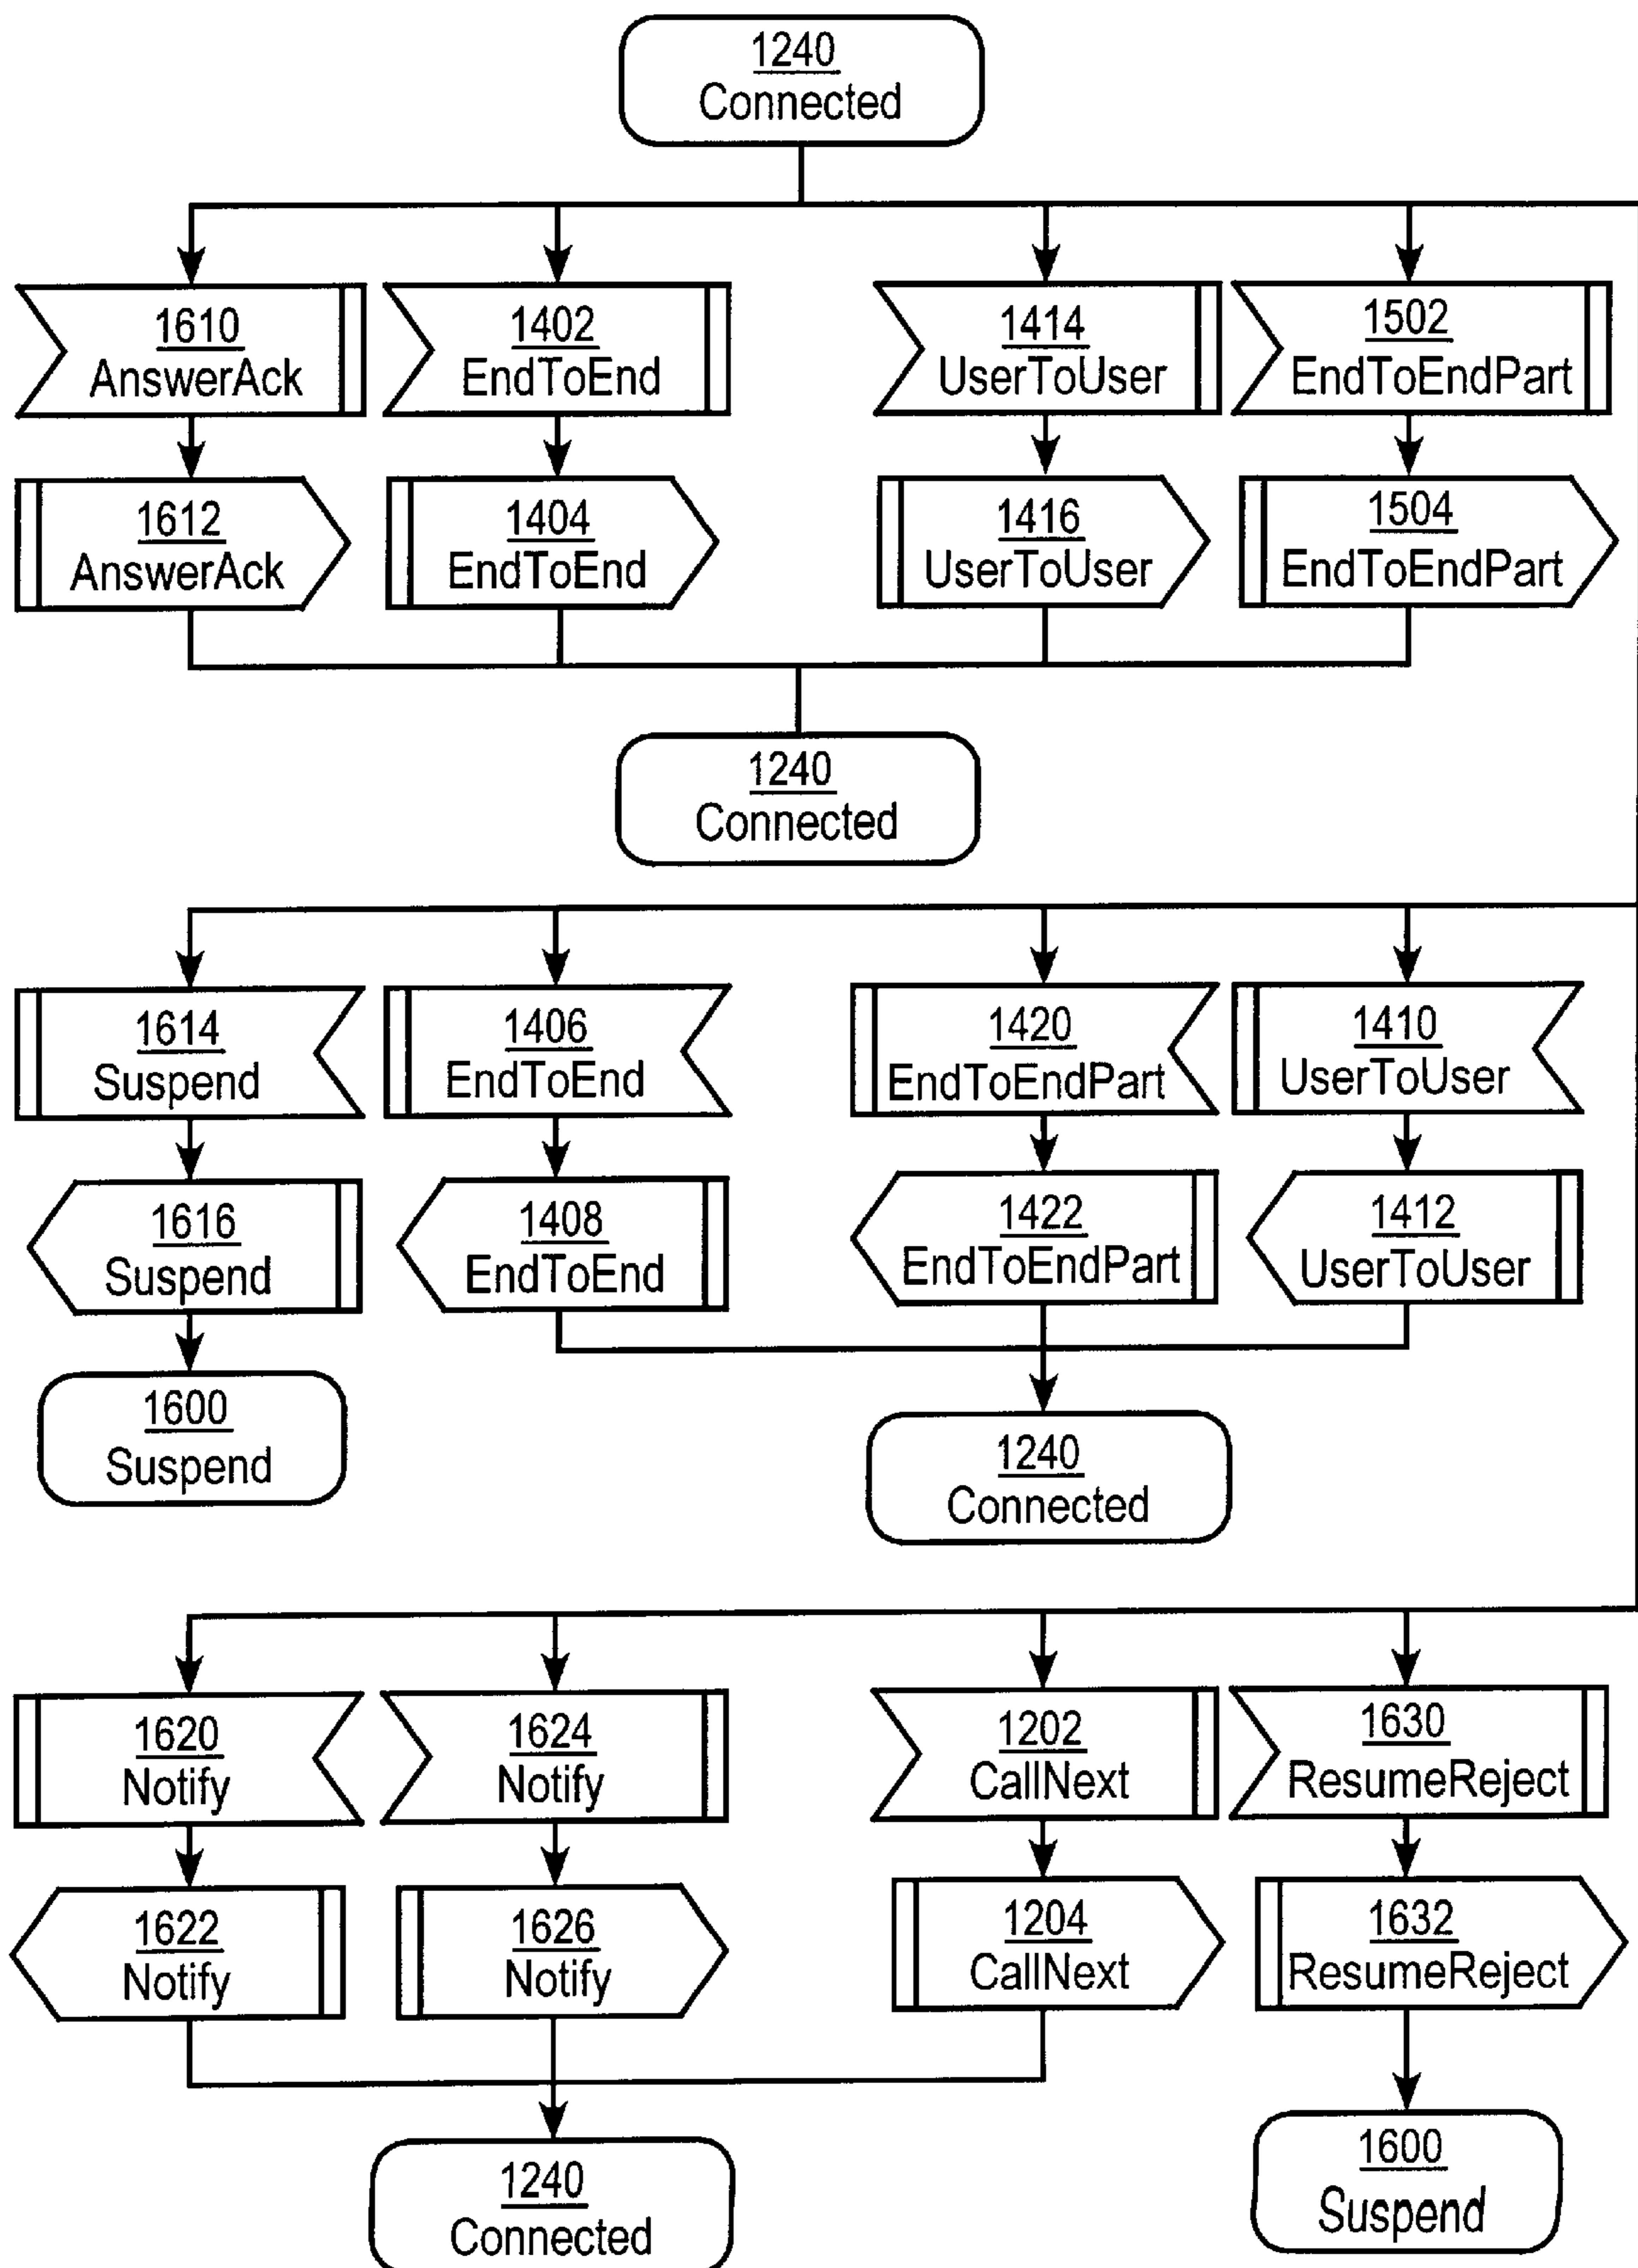 1240
Connected
1610
AnswerAck
1402
EndToEnd
1414
UserToUser
1502
EndToEndPart
1612
AnswerAck
1404
EndToEnd
1416
UserToUser
1504
EndToEndPart
1240
Connected
1614
Suspend
1406
EndToEnd
1420
EndToEndPart
1410
UserToUser
1616
Suspend
1408
EndToEnd
1422
EndToEndPart
1412
UserToUser
1600
Suspend
1240
Connected
1620
Notify
1624
Notify
1202
CallNext
1630
ResumeReject
1622
Notify
1626
Notify
1204
CallNext
1632
ResumeReject
1240
Connected
1600
Suspend